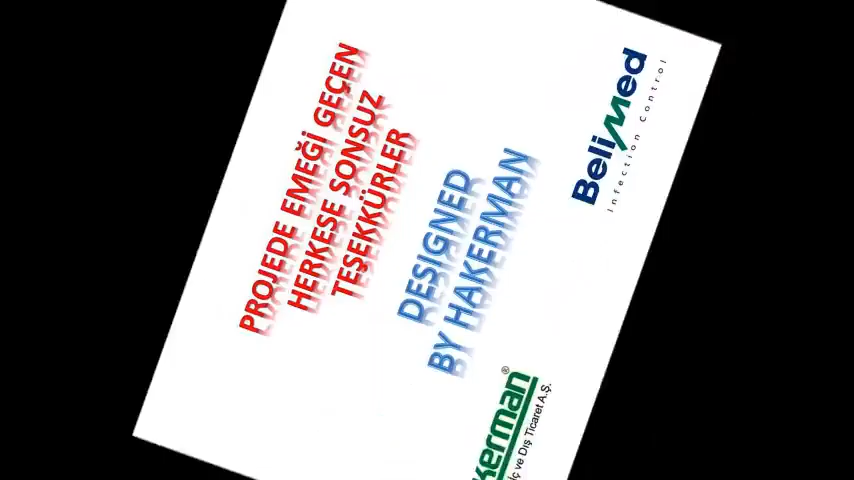 PROJEDE EMEĞİ GEÇEN
HERKESE SONSUZ
TEŞEKKÜRLER
DESIGNED
BY HAKERMAN
BeliMed
Infection Control
kerman®
İç ve Dış Ticaret A.Ş.